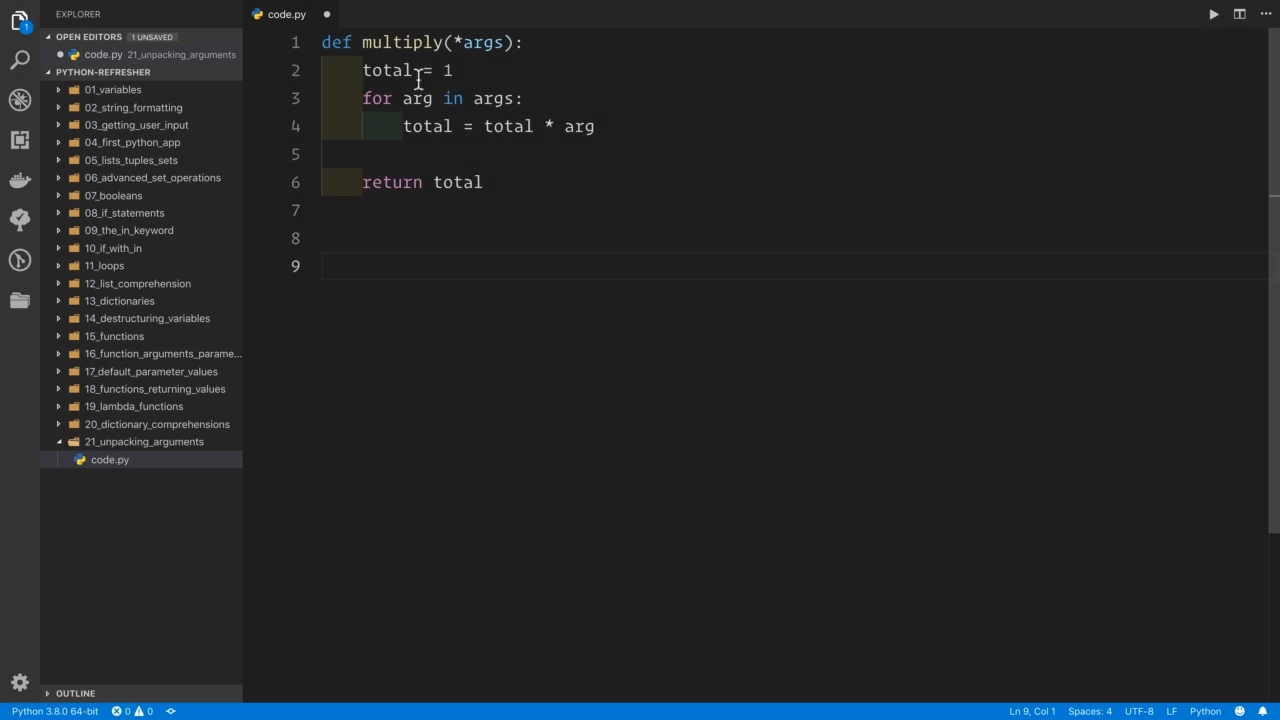 EXPLORER
OPEN EDITORS 1 UNSAVED
code.py 21_unpacking_arguments
PYTHON-REFRESHER
01_variables
02_string_formatting
03_getting_user_input
04_first_python_app
05_lists_tuples_sets
06_advanced_set_operations
07_booleans
08_if_statements
09_the_in_keyword
10_if_with_in
11_loops
12_list_comprehension
13_dictionaries
14_destructuring_variables
15_functions
16_function_arguments_parame...
17_default_parameter_values
18_functions_returning_values
19_lambda_functions
20_dictionary_comprehensions
21_unpacking_arguments
code.py
OUTLINE
1
code.py
1 def multiply(*args):
2 total = 1
3 for arg in args:
4 total = total * arg
5
6 return total
7
8
9
Python 3.8.0 64-bit 0 0 Ln 9, Col 1 Spaces: 4 UTF-8 LF Python